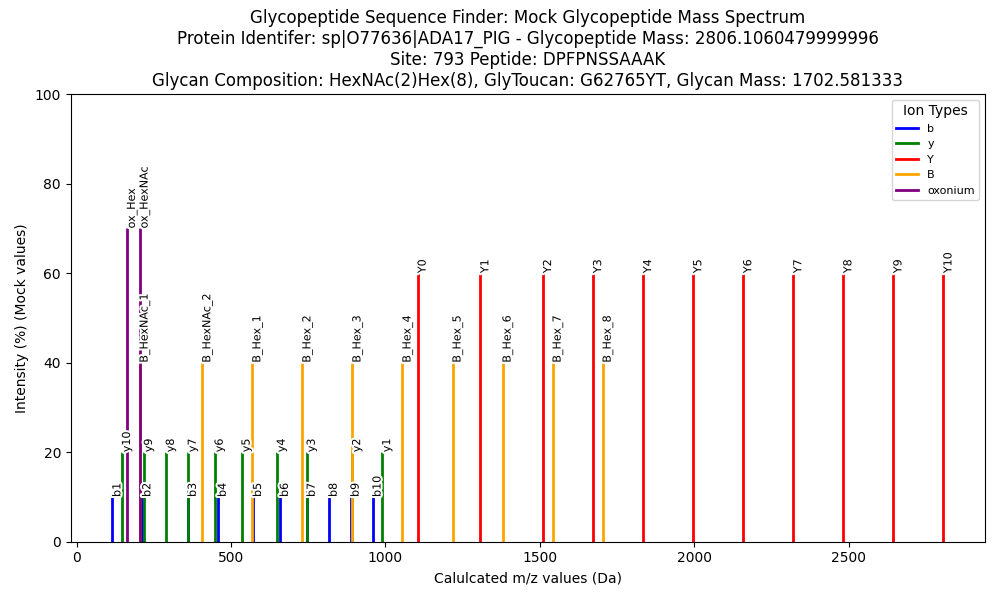 Glycopeptide Sequence Finder: Mock Glycopeptide Mass Spectrum
Protein Identifer: sp|O77636|ADA17_PIG - Glycopeptide Mass: 2806.1060479999996
Site: 793 Peptide: DPFPNSSAAAK
Glycan Composition: HexNAc(2)Hex(8), GlyToucan: G62765YT, Glycan Mass: 1702.581333
Intensity (%) (Mock values)
100
80
60
40
20
0
Ion Types
b
y
Y
B
oxonium
ox_Hex
ox_HexNAc
Y0
Y1
Y2
Y3
Y4
Y5
Y6
Y7
Y8
Y9
Y10
B_HexNAc_1
B_HexNAc_2
B_Hex_1
B_Hex_2
B_Hex_3
B_Hex_4
B_Hex_5
B_Hex_6
B_Hex_7
B_Hex_8
y10
y9
y8
y7
y6
y5
y4
y3
y2
y1
b1
b2
b3
b4
b5
b6
b7
b8
b9
b10
0
500
1000
1500
2000
2500
Calulcated m/z values (Da)